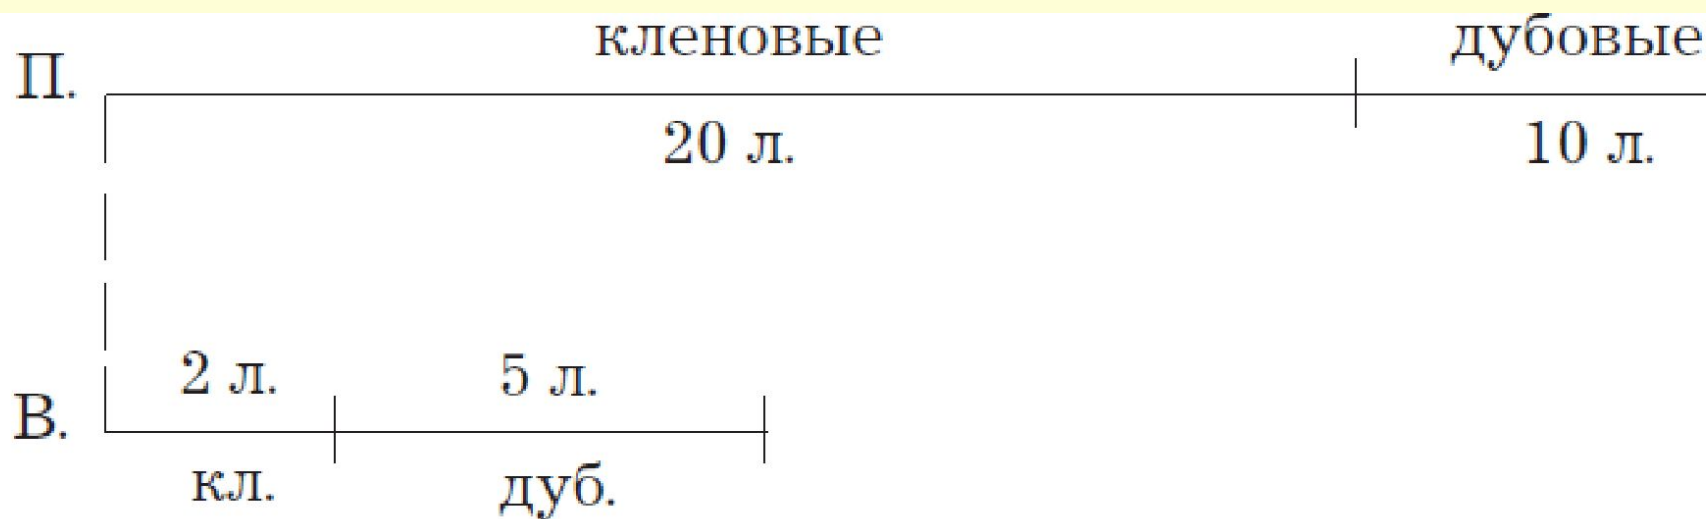 кленовые дубовые
П.
20 л. 10 л.
2 л. 5 л.
В.
кл. дуб.